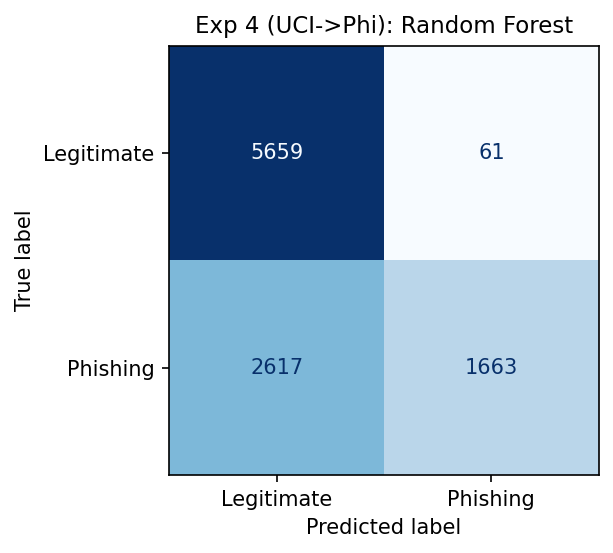 Exp 4 (UCI->Phi): Random Forest
True label
Legitimate
5659
61
Phishing
2617
1663
Legitimate
Phishing
Predicted label